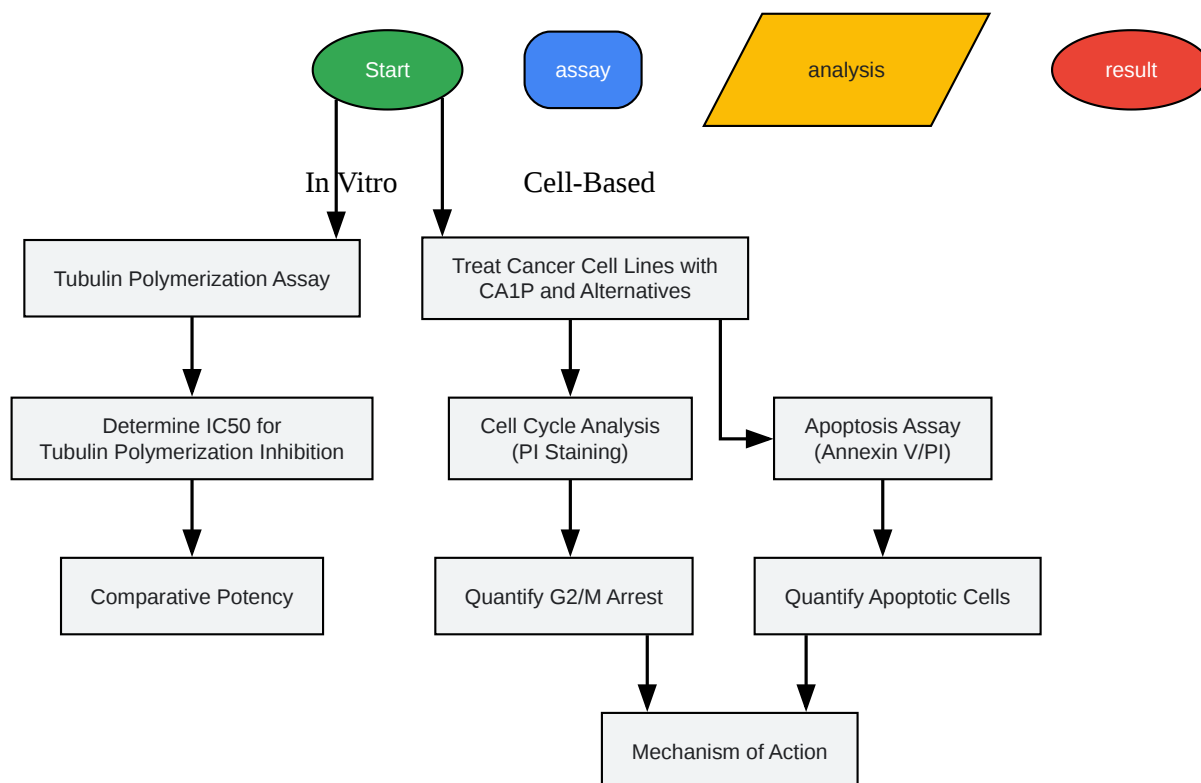 Start
assay
analysis
result
In Vitro
Cell-Based
Tubulin Polymerization Assay
Treat Cancer Cell Lines with
CA1P and Alternatives
Determine IC50 for
Tubulin Polymerization Inhibition
Cell Cycle Analysis
(PI Staining)
Apoptosis Assay
(Annexin V/PI)
Comparative Potency
Quantify G2/M Arrest
Quantify Apoptotic Cells
Mechanism of Action